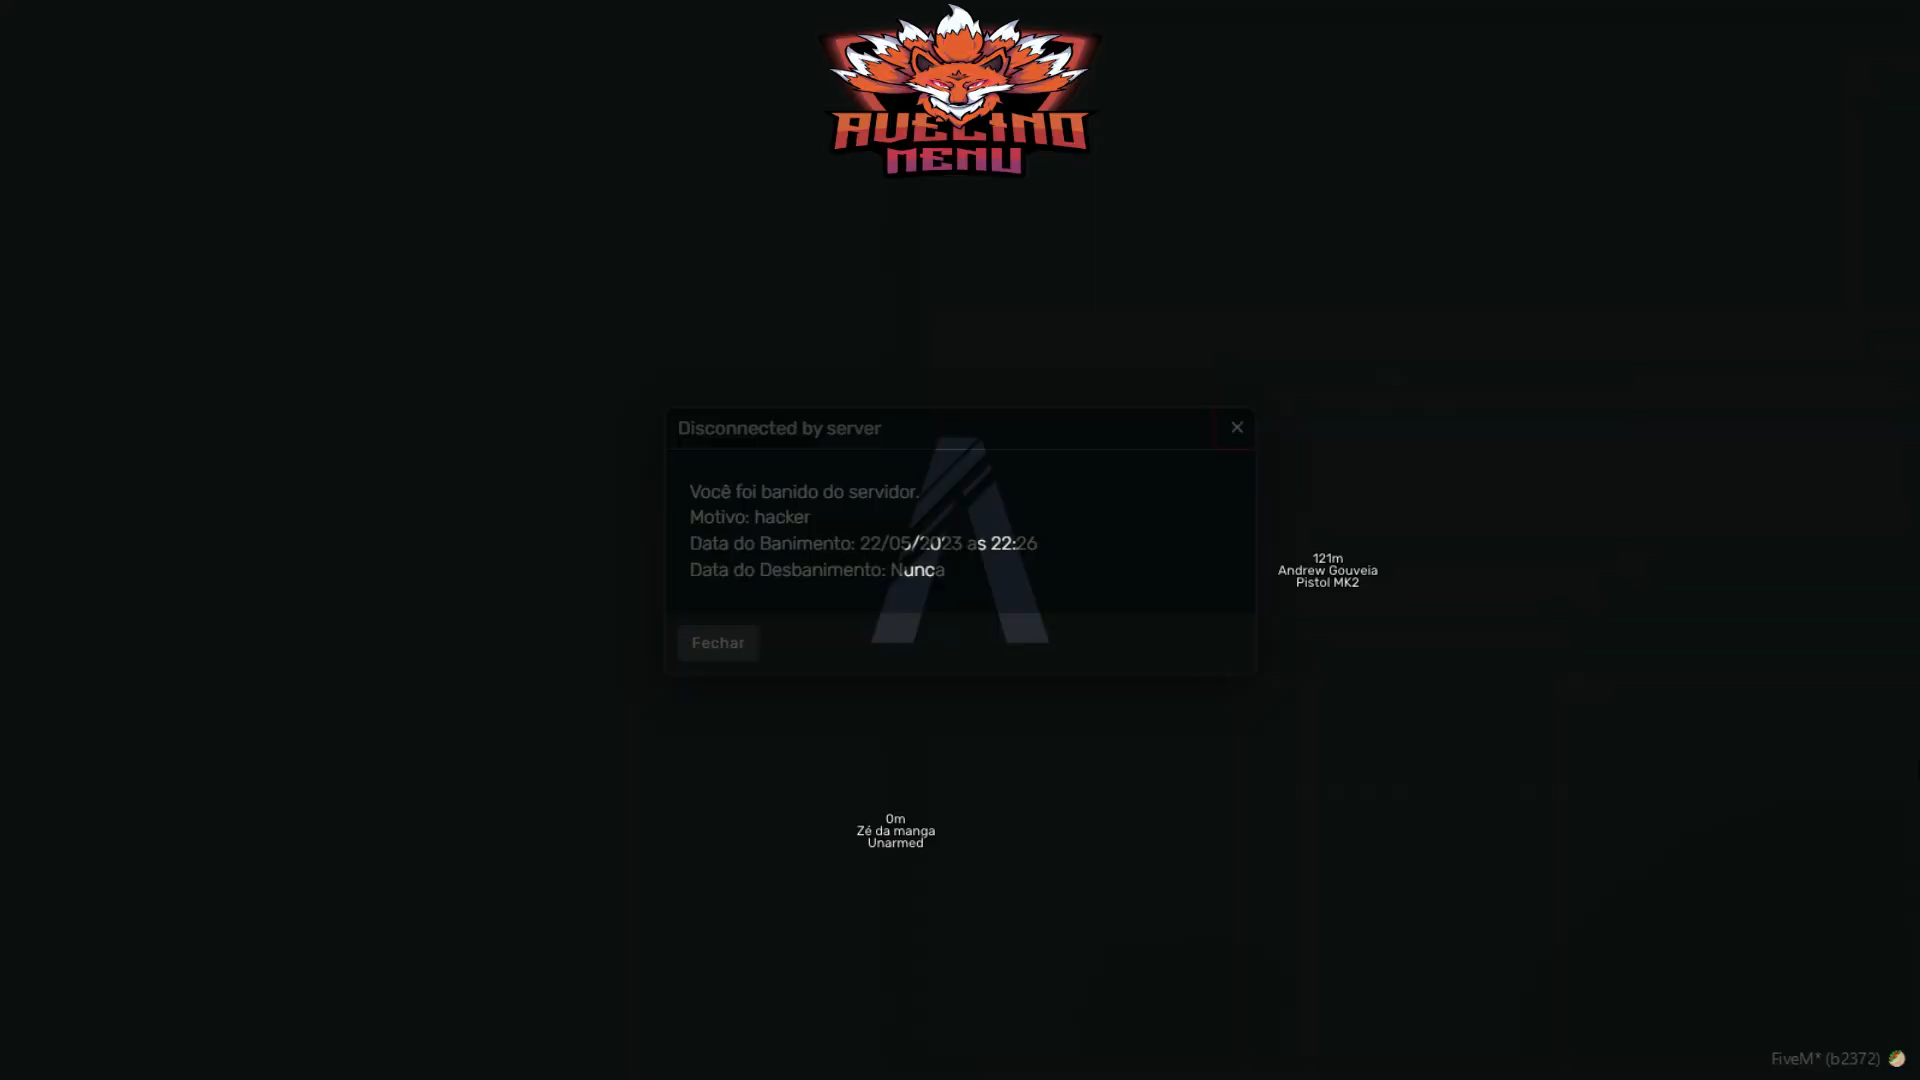 AVELINO
MENU
Disconnected by server
Você foi banido do servidor.
Motivo: hacker
Data do Banimento: 22/05/2023 as 22:26
Data do Desbanimento: Nunca
Fechar
121m
Andrew Gouveia
Pistol MK2
0m
Zé da manga
Unarmed
FiveM* (b2372)